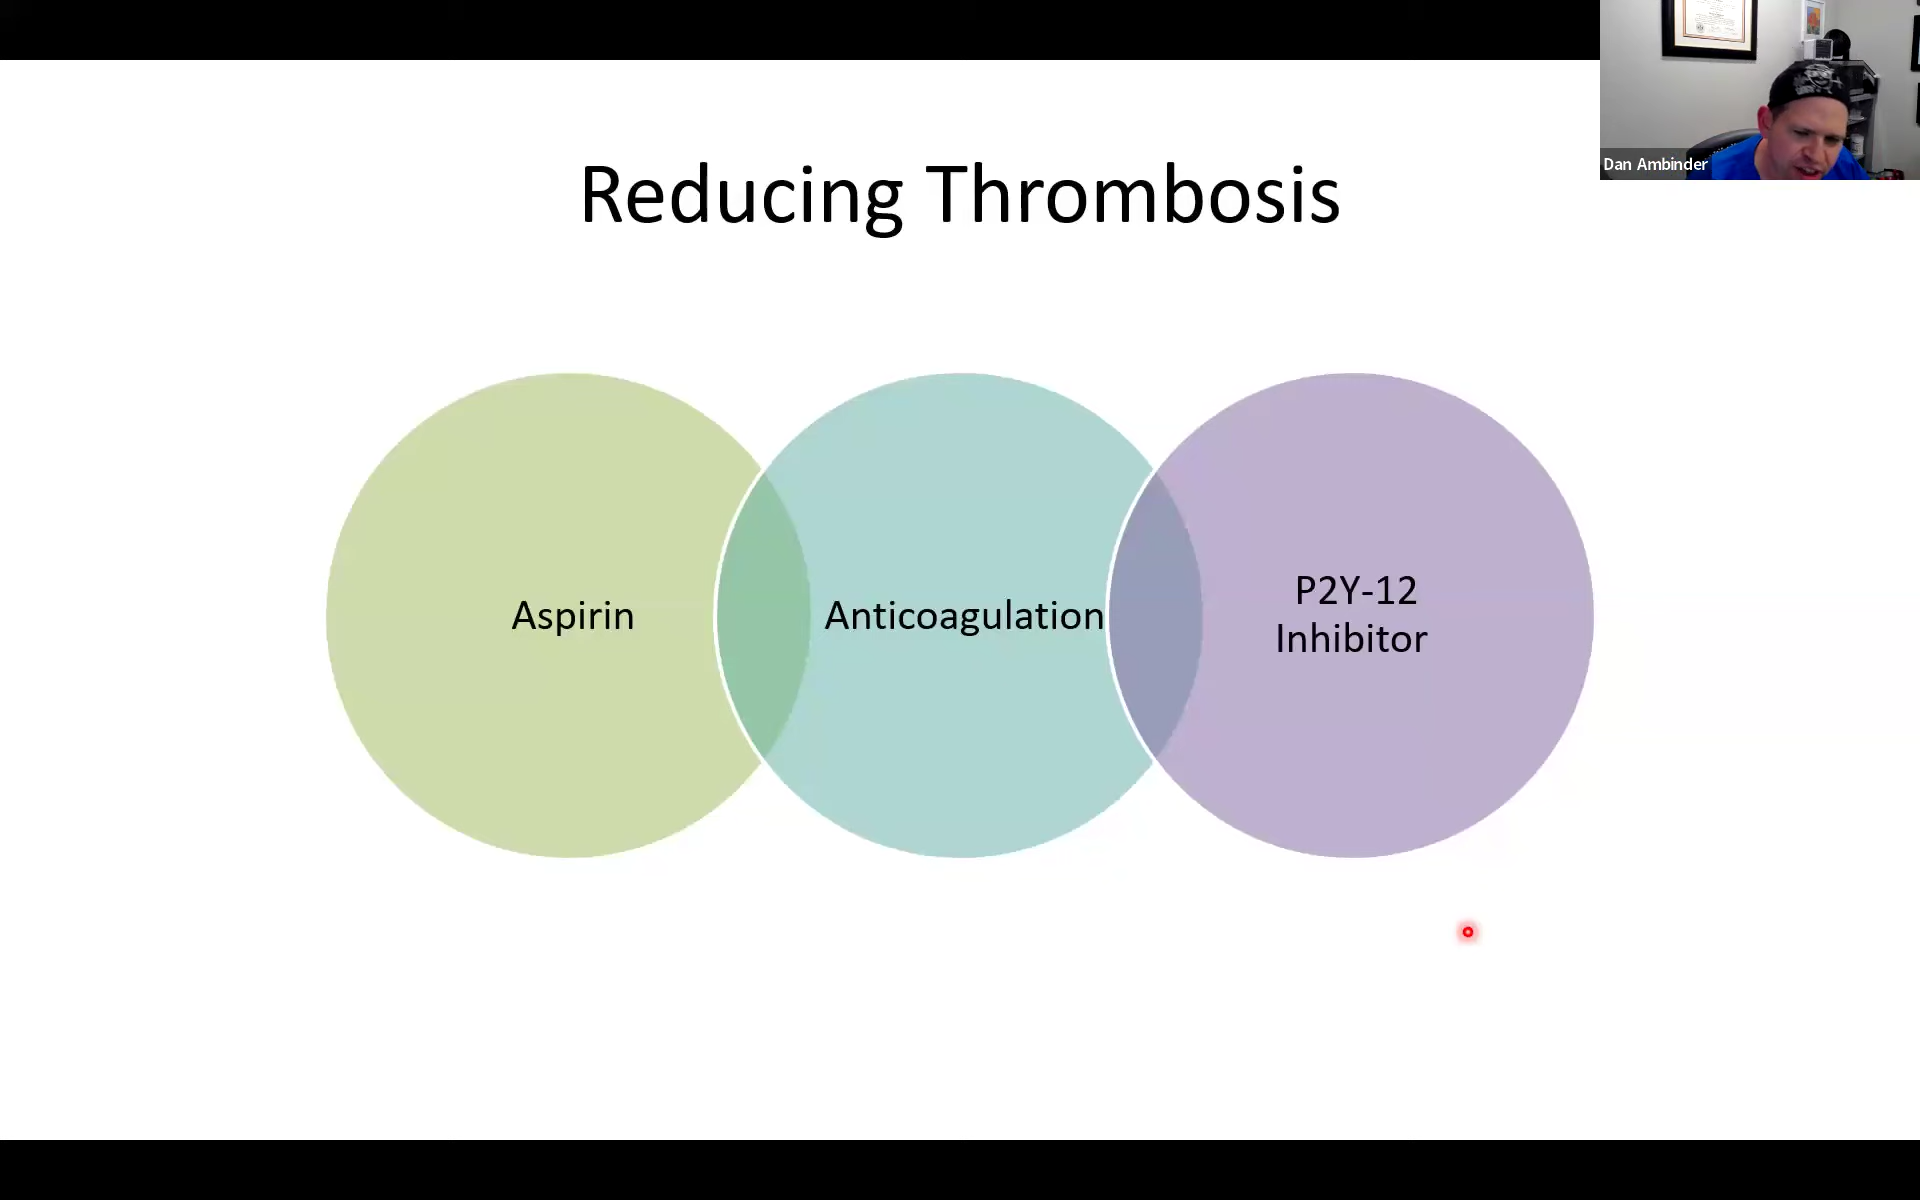 Dan Ambinder
Reducing Thrombosis
Aspirin
Anticoagulation
P2Y-12
Inhibitor